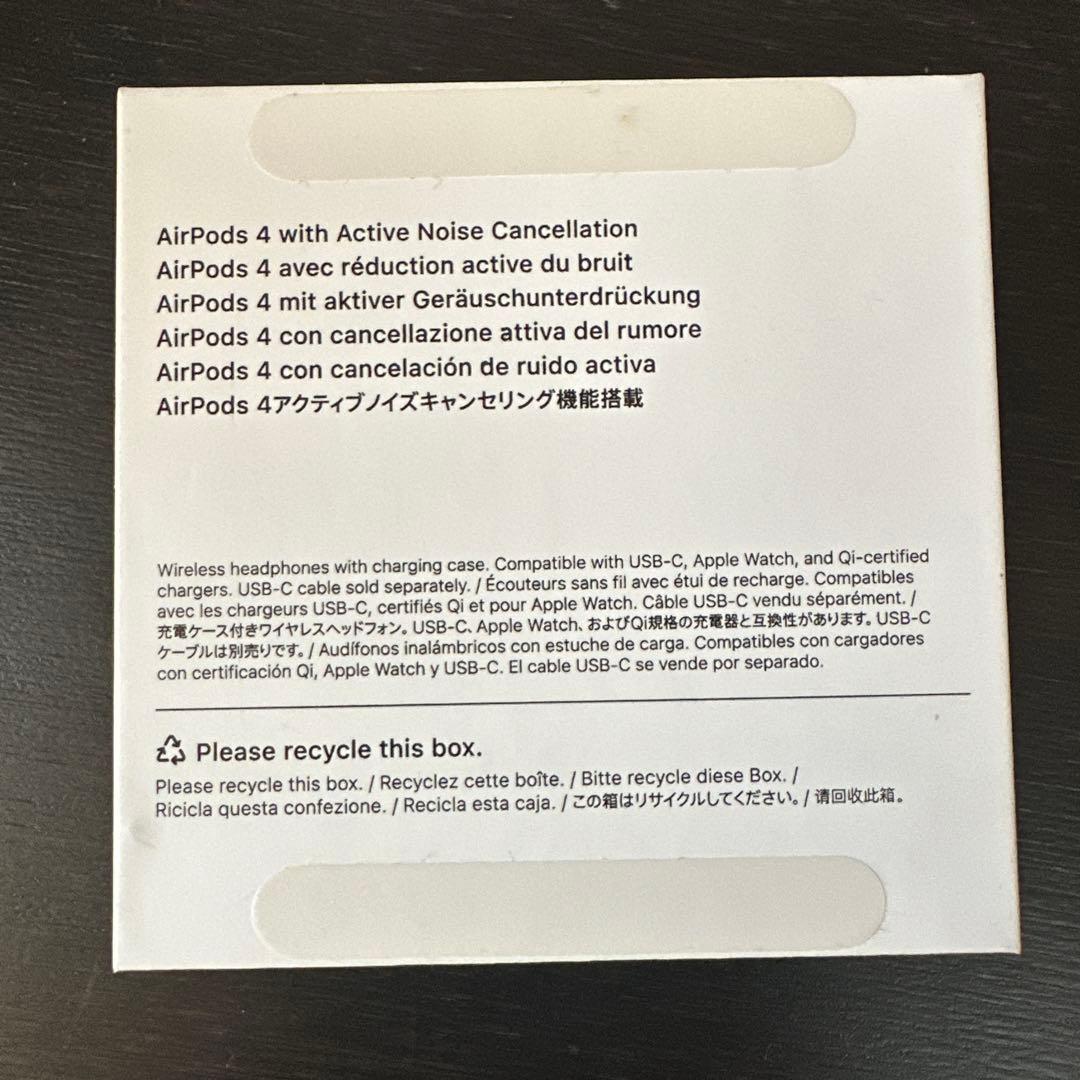 AirPods 4 with Active Noise Cancellation
AirPods 4 avec réduction active du bruit
AirPods 4 mit aktiver Geräuschunterdrückung
AirPods 4 con cancellazione attiva del rumore
AirPods 4 con cancelación de ruido activa
AirPods 4アクティブノイズキャンセリング機能搭載
Wireless headphones with charging case. Compatible with USB-C, Apple Watch, and Qi-certified
chargers. USB-C cable sold separately. / Écouteurs sans fil avec étui de recharge. Compatibles
avec les chargeurs USB-C, certifiés Qi et pour Apple Watch. Câble USB-C vendu séparément. /
充電ケース付きワイヤレスヘッドフォン。USB-C、Apple Watch、およびQi規格の充電器と互換性があります。USB-C
ケーブルは別売りです。/ Audífonos inalámbricos con estuche de carga. Compatibles con cargadores
con certificación Qi, Apple Watch y USB-C. El cable USB-C se vende por separado.
Please recycle this box.
Please recycle this box. / Recyclez cette boîte. / Bitte recycle diese Box. /
Ricicla questa confezione. / Recicla esta caja. / この箱はリサイクルしてください。/ 请回收此箱。